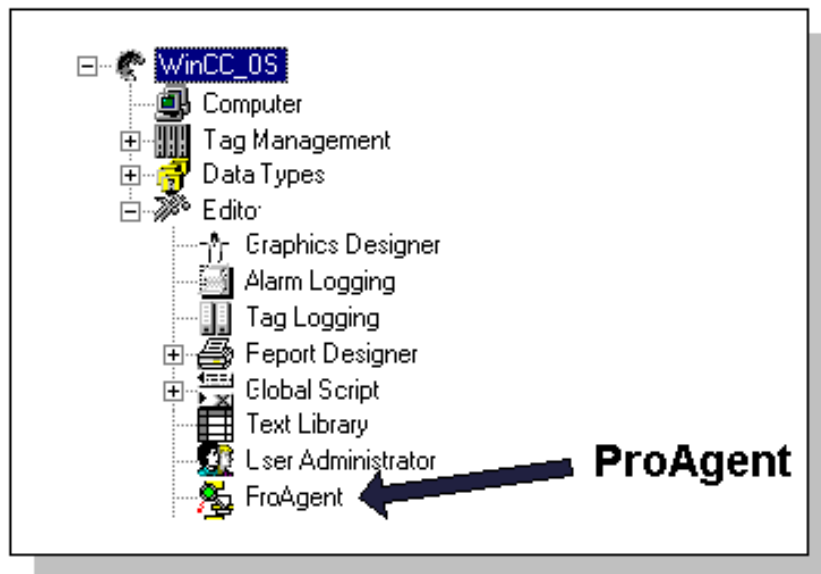 WinCC_OS
Computer
Tag Management
Data Types
Edito
Graphics Designer
Alarm Logging
Tag Logging
Feport Designer
Global Script
Text Library
User Administrator
FroAgent
ProAgent